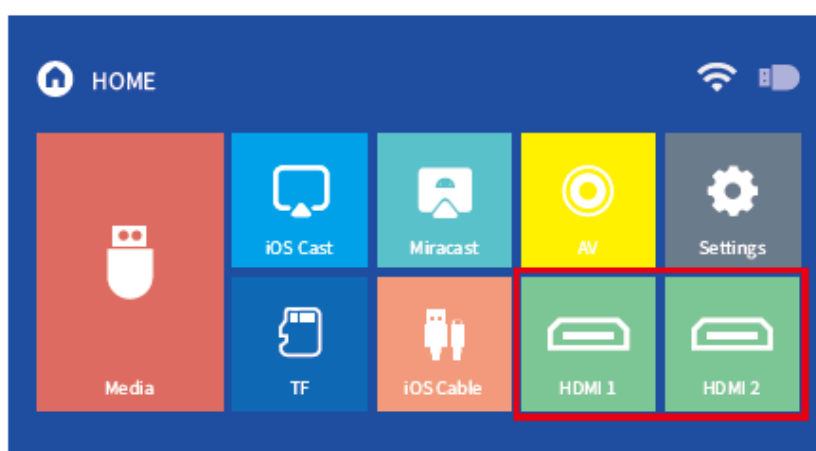 HOME
iOS Cast
Miracast
AV
Settings
Media
TF
iOS Cable
HDMI 1
HDMI 2